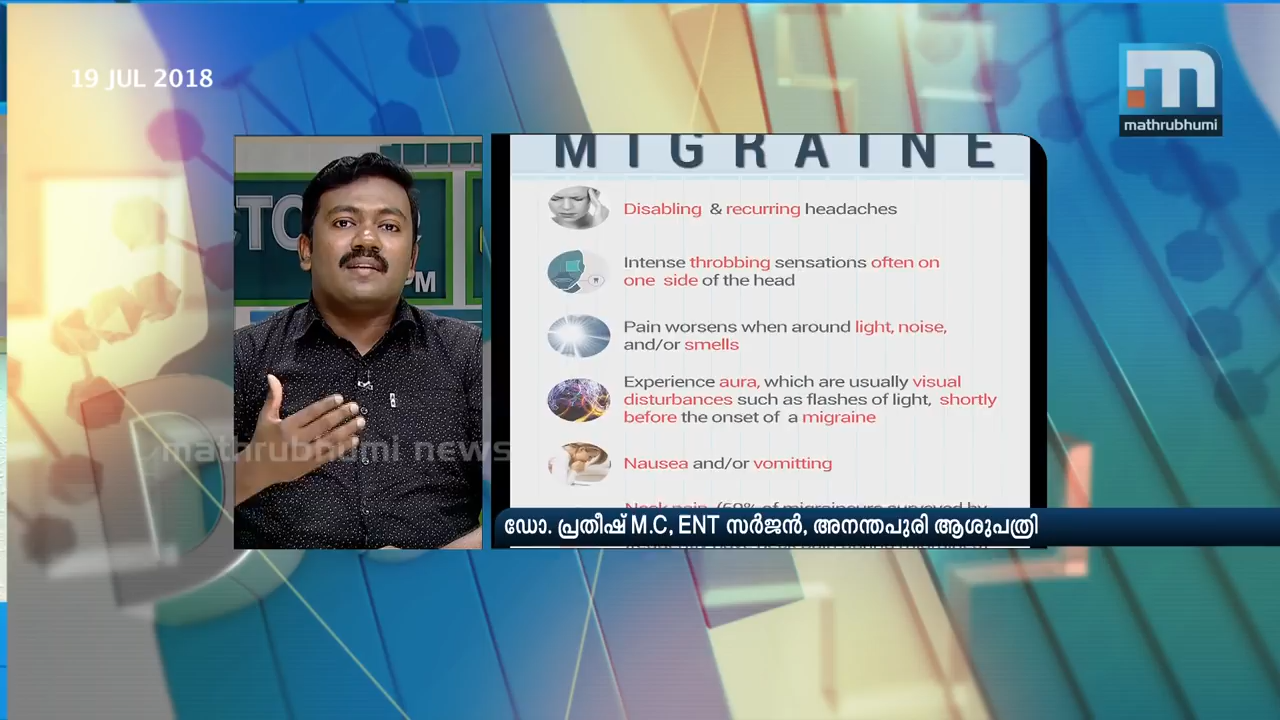 19 JUL 2018
mathrubhumi
MIGRAINE
Disabling & recurring headaches
Intense throbbing sensations often on
one side of the head
Pain worsens when around light, noise,
and/or smells
Experience aura, which are usually visual
disturbances such as flashes of light, shortly
before the onset of a migraine
Nausea and/or vomitting
mathrubhumi news
PM
ഡോ. പ്രതീഷ് M.C, ENT സർജൻ, അനന്തപുരി ആശുപത്രി